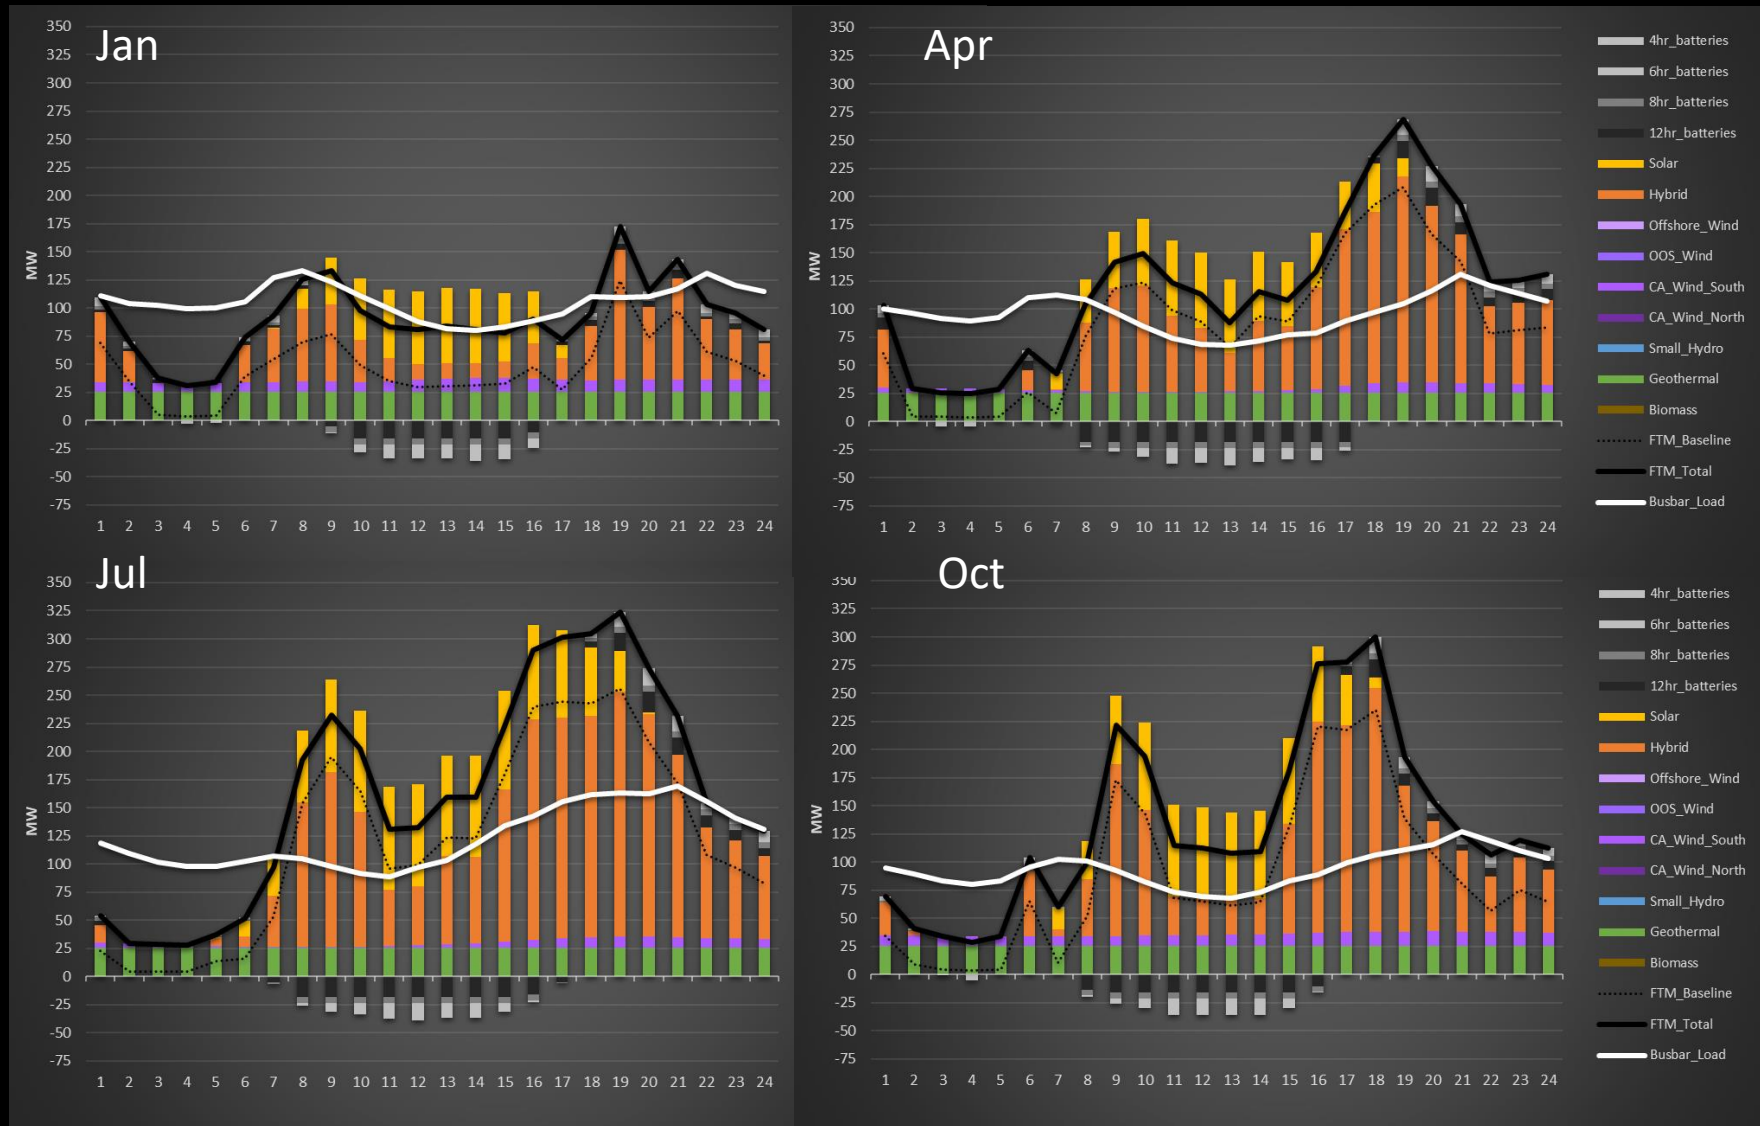 Jan
350
325
300
275
250
225
200
175
150
125
100
75
50
25
0
-25
-50
-75
MW
1 2 3 4 5 6 7 8 9 10 11 12 13 14 15 16 17 18 19 20 21 22 23 24
Apr
350
325
300
275
250
225
200
175
150
125
100
75
50
25
0
-25
-50
-75
MW
1 2 3 4 5 6 7 8 9 10 11 12 13 14 15 16 17 18 19 20 21 22 23 24
4hr_batteries
6hr_batteries
8hr_batteries
12hr_batteries
Solar
Hybrid
Offshore_Wind
OOS_Wind
CA_Wind_South
CA_Wind_North
Small_Hydro
Geothermal
Biomass
FTM_Baseline
FTM_Total
Busbar_Load
Jul
350
325
300
275
250
225
200
175
150
125
100
75
50
25
0
-25
-50
-75
MW
1 2 3 4 5 6 7 8 9 10 11 12 13 14 15 16 17 18 19 20 21 22 23 24
Oct
350
325
300
275
250
225
200
175
150
125
100
75
50
25
0
-25
-50
-75
MW
1 2 3 4 5 6 7 8 9 10 11 12 13 14 15 16 17 18 19 20 21 22 23 24
4hr_batteries
6hr_batteries
8hr_batteries
12hr_batteries
Solar
Hybrid
Offshore_Wind
OOS_Wind
CA_Wind_South
CA_Wind_North
Small_Hydro
Geothermal
Biomass
FTM_Baseline
FTM_Total
Busbar_Load